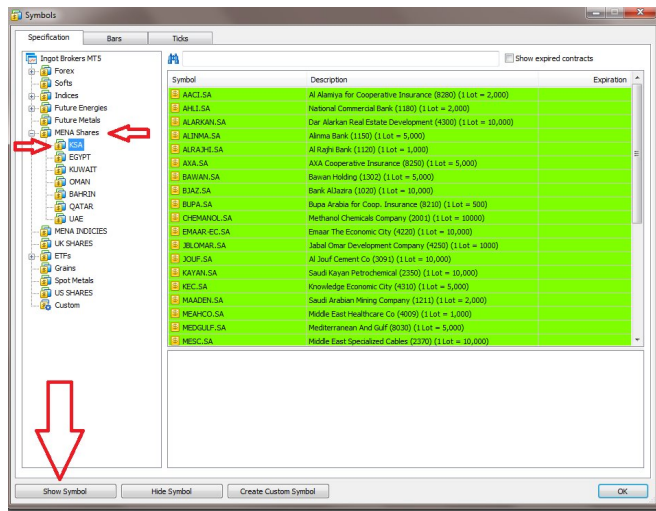 Symbols
Specification Bars Ticks
Ingot Brokers MT5
Forex
Softs
Indices
Future Energies
Future Metals
MENA Shares
KSA
EGYPT
KUWAIT
OMAN
BAHRIN
QATAR
UAE
MENA INDICIES
UK SHARES
ETFs
Grains
Spot Metals
US SHARES
Custom
Show expired contracts
Symbol Description Expiration
AACI.SA Al Alamiya for Cooperative Insurance (8280) (1 Lot = 2,000)
AHLI.SA National Commercial Bank (1180) (1 Lot = 2,000)
ALARKAN.SA Dar Alarkan Real Estate Development (4300) (1 Lot = 10,000)
ALINMA.SA Alinma Bank (1150) (1 Lot = 5,000)
ALRAJHI.SA Al Rajhi Bank (1120) (1 Lot = 1,000)
AXA.SA AXA Cooperative Insurance (8250) (1 Lot = 5,000)
BAWAN.SA Bawan Holding (1302) (1 Lot = 5,000)
BJAZ.SA Bank AlJazira (1020) (1 Lot = 10,000)
BUPA.SA Bupa Arabia for Coop. Insurance (8210) (1 Lot = 500)
CHEMANOL.SA Methanol Chemicals Company (2001) (1 Lot = 10000)
EMAAR-EC.SA Emaar The Economic City (4220) (1 Lot = 10,000)
JBLOMAR.SA Jabal Omar Development Company (4250) (1 Lot = 1000)
JOUF.SA Al Jouf Cement Co (3091) (1 Lot = 10,000)
KAYAN.SA Saudi Kayan Petrochemical (2350) (1 Lot = 10,000)
KEC.SA Knowledge Economic City (4310) (1 Lot = 5,000)
MAADEN.SA Saudi Arabian Mining Company (1211) (1 Lot = 2,000)
MEAHCO.SA Middle East Healthcare Co (4009) (1 Lot = 1,000)
MEDGULF.SA Mediterranean And Gulf (8030) (1 Lot = 5,000)
MESC.SA Middle East Specialized Cables (2370) (1 Lot = 10,000)
Show Symbol Hide Symbol Create Custom Symbol OK